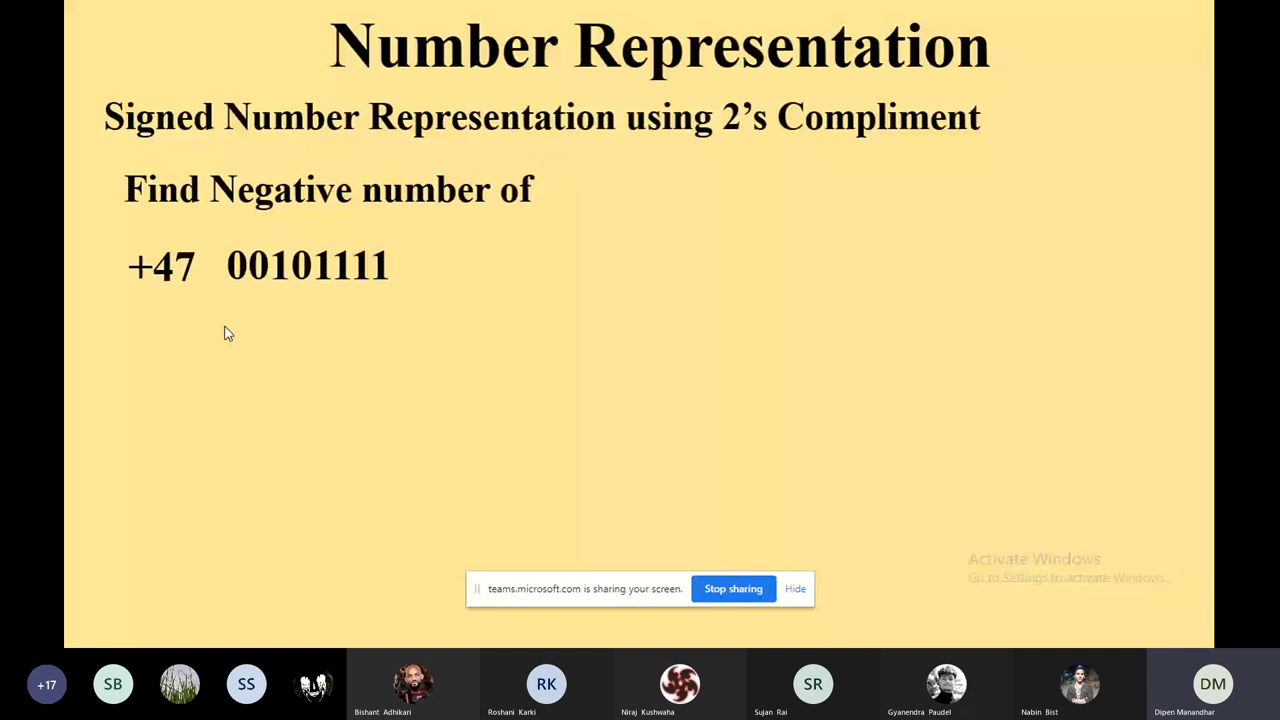 Number Representation
Signed Number Representation using 2’s Compliment
Find Negative number of
+47 00101111
Activate Windows
Go to Settings to activate Windows.
teams.microsoft.com is sharing your screen. Stop sharing Hide
+17 SB SS RK SR DM
Bishant Adhikari Roshani Karki Niraj Kushwaha Sujan Rai Gyanendra Paudel Nabin Bist Dipen Manandhar